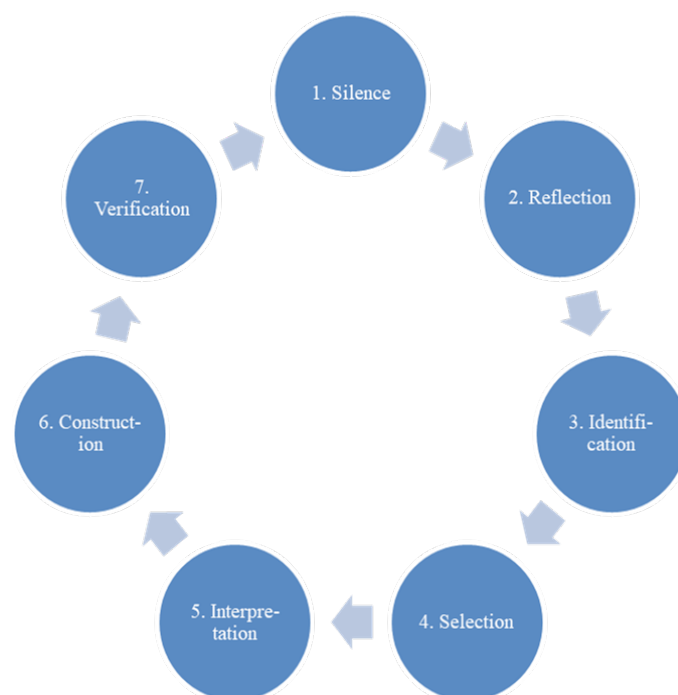 1. Silence
2. Reflection
3. Identifi-
cation
4. Selection
5. Interpre-
tation
6. Construct-
ion
7.
Verification